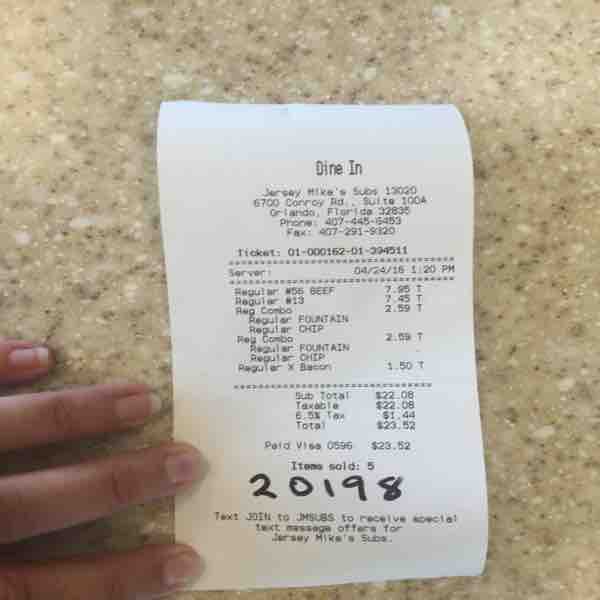 Dine In
Jersey Mike's Subs 13020
6700 Conroy Rd., Suite 100A
Orlando, Florida 32835
Phone: 407-445-6453
Fax: 407-291-9320
Ticket: 01-000162-01-394511
Server: 04/24/16 1:20 PM
Regular #56 BEEF 7.95 T
Regular #13 7.45 T
Reg Combo 2.59 T
Regular FOUNTAIN
Regular CHIP
Reg Combo 2.59 T
Regular FOUNTAIN
Regular CHIP
Regular X Bacon 1.50 T
Sub Total $22.08
Taxable $22.08
6.5% Tax $1.44
Total $23.52
Paid Visa 0596 $23.52
Items sold: 5
20198
Text JOIN to JMSUBS to receive special
text message offers for
Jersey Mike's Subs.